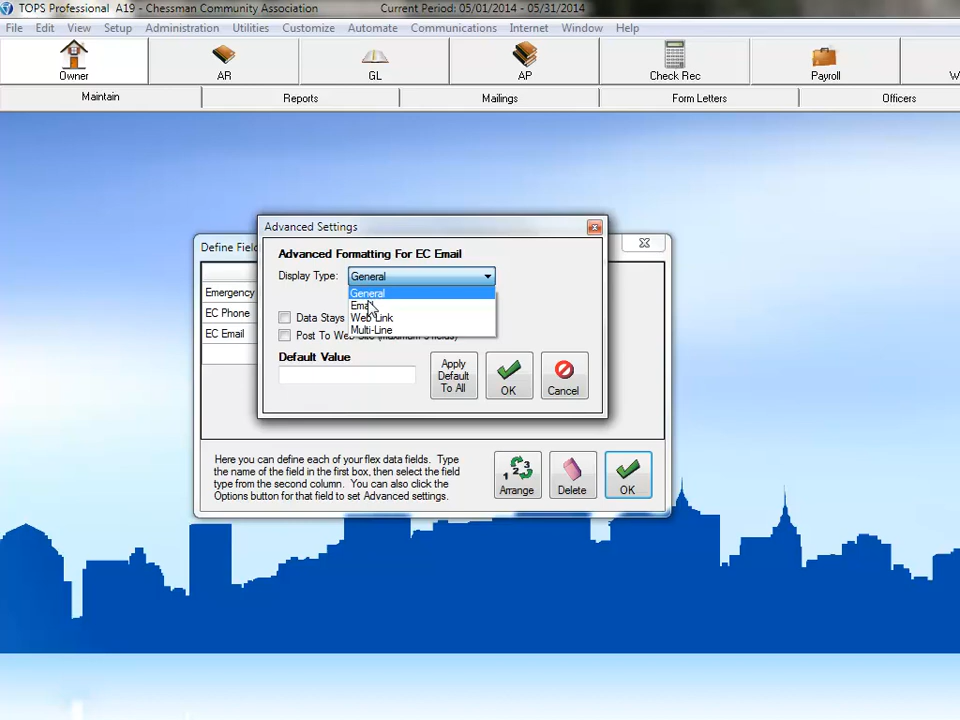 TOPS Professional A19 - Chessman Community Association Current Period: 05/01/2014 - 05/31/2014
File Edit View Setup Administration Utilities Customize Automate Communications Internet Window Help
Owner AR GL AP Check Rec Payroll W
Maintain Reports Mailings Form Letters Officers
Advanced Settings
Define Field
Advanced Formatting For EC Email
Display Type: General
General
Emergency
Email
EC Phone
Data Stays
Web Link
EC Email
Multi-Line
Post To Web Site (maximum fields)
Default Value
Apply Default To All
OK
Cancel
Here you can define each of your flex data fields. Type
the name of the field in the first box, then select the field
type from the second column. You can also click the
Options button for that field to set Advanced settings.
Arrange
Delete
OK